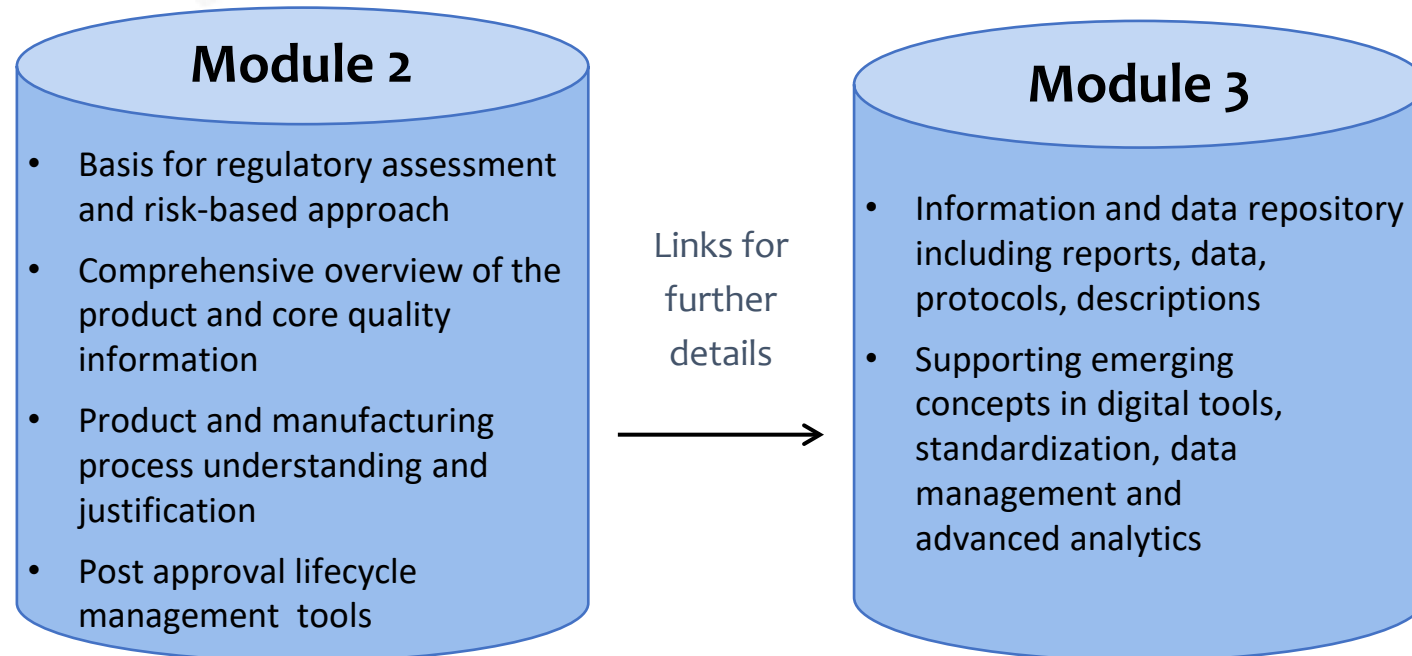 Module 2
• Basis for regulatory assessment
and risk-based approach
• Comprehensive overview of the
product and core quality
information
• Product and manufacturing
process understanding and
justification
• Post approval lifecycle
management  tools
Links for
further
details
Module 3
• Information and data repository
including reports, data,
protocols, descriptions
• Supporting emerging
concepts in digital tools,
standardization, data
management and
advanced analytics